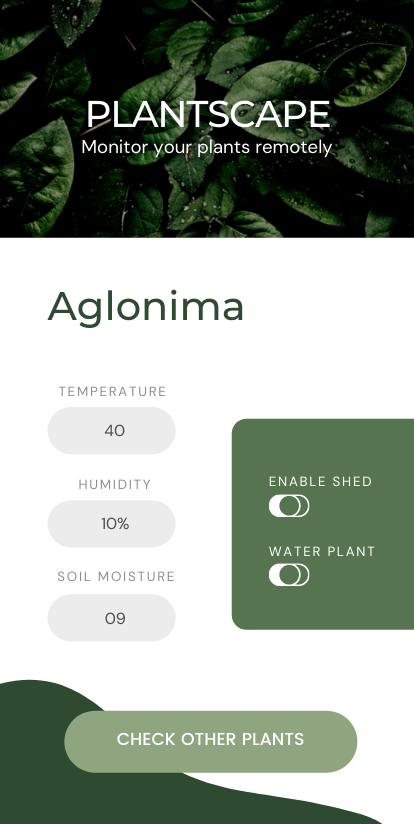 PLANTSCAPE
Monitor your plants remotely
Aglonima
TEMPERATURE
40
HUMIDITY
10%
SOIL MOISTURE
09
ENABLE SHED
WATER PLANT
CHECK OTHER PLANTS